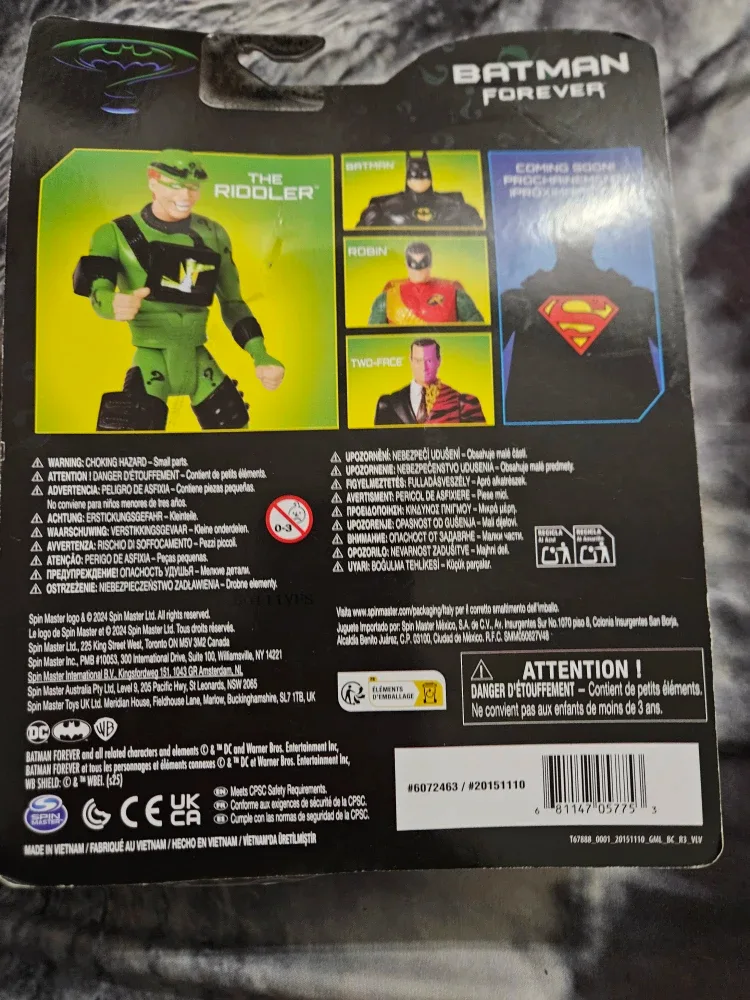 BATMAN
FOREVER
THE
RIDDLER™
BATMAN™
ROBIN™
TWO-FACE™
COMING SOON!
⚠ WARNING: CHOKING HAZARD – Small parts.
⚠ ATTENTION ! DANGER D'ÉTOUFFEMENT – Contient de petits éléments.
⚠ ADVERTENCIA: PELIGRO DE ASFIXIA – Contiene piezas pequeñas.
No conviene para niños menores de tres años.
⚠ ACHTUNG: ERSTICKUNGSGEFAHR – Kleinteile.
⚠ WAARSCHUWING: VERSTIKKINGSGEVAAR – Kleine onderdelen.
⚠ AVVERTENZA: RISCHIO DI SOFFOCAMENTO – Pezzi piccoli.
⚠ ATENÇÃO: PERIGO DE ASFIXIA – Peças pequenas.
⚠ ПРЕДУПРЕЖДЕНИЕ! ОПАСНОСТЬ УДУШЬЯ – Мелкие детали.
⚠ OSTRZEŻENIE: NIEBEZPIECZEŃSTWO ZADŁAWIENIA – Drobne elementy.
0-3
⚠ UPOZORNĚNÍ: NEBEZPEČÍ UDUŠENÍ – Obsahuje malé části.
⚠ UPOZORNENIE: NEBEZPEČENSTVO UDUSENIA – Obsahuje malé predmety.
⚠ FIGYELMEZTETÉS: FULLADÁSVESZÉLY – Apró alkatrészek.
⚠ AVERTISMENT: PERICOL DE ASFIXIERE – Piese mici.
⚠ ΠΡΟΕΙΔΟΠΟΙΗΣΗ: ΚΙΝΔΥΝΟΣ ΠΝΙΓΜΟΥ – Μικρά μέρη.
⚠ UPOZORENJE: OPASNOST OD GUŠENJA – Mali dijelovi.
⚠ ВНИМАНИЕ: ОПАСНОСТ ОТ ЗАДАВЯНЕ – Малки части.
⚠ OPOZORILO: NEVARNOST ZADUŠITVE – Majhni deli.
⚠ UYARI: BOĞULMA TEHLİKESİ – Küçük parçalar.
Spin Master logo & © 2024 Spin Master Ltd. All rights reserved.
Le logo de Spin Master et © 2024 Spin Master Ltd. Tous droits réservés.
Spin Master Ltd., 225 King Street West, Toronto ON M5V 3M2 Canada
Spin Master Inc., PMB #10053, 300 International Drive, Suite 100, Williamsville, NY 14221
Spin Master International B.V., Kingsfordweg 151, 1043 GR Amsterdam, NL
Spin Master Australia Pty Ltd, Level 9, 205 Pacific Hwy, St Leonards, NSW 2065
Spin Master Toys UK Ltd. Meridian House, Fieldhouse Lane, Marlow, Buckinghamshire, SL7 1TB, UK
Visita www.spinmaster.com/packaging/italy per il corretto smaltimento dell'imballo.
Juguete Importado por: Spin Master México, S.A. de C.V., Av. Insurgentes Sur No.1070 piso 8, Colonia Insurgentes San Borja,
Alcaldía Benito Juárez, C.P. 03100, Ciudad de México. R.F.C. SMM050627V48
FR
ÉLÉMENTS
D'EMBALLAGE
⚠ ATTENTION !
DANGER D'ÉTOUFFEMENT – Contient de petits éléments.
Ne convient pas aux enfants de moins de 3 ans.
DC
WB
BATMAN FOREVER and all related characters and elements © & ™ DC and Warner Bros. Entertainment Inc,
BATMAN FOREVER et tous les personnages et éléments connexes © & ™ DC et Warner Bros. Entertainment Inc,
WB SHIELD: © & ™ WBEI. (s25)
SPIN
MASTER
CE
UK
CA
EN Meets CPSC Safety Requirements.
FR Conforme aux exigences de sécurité de la CPSC.
ES Cumple con las normas de seguridad de la CPSC.
MADE IN VIETNAM / FABRIQUÉ AU VIETNAM / HECHO EN VIETNAM / VİETNAM'DA ÜRETİLMİŞTİR
#6072463 / #20151110
6 81147 05775 3
T67888_0001_20151110_GML_BC_R3_VLV